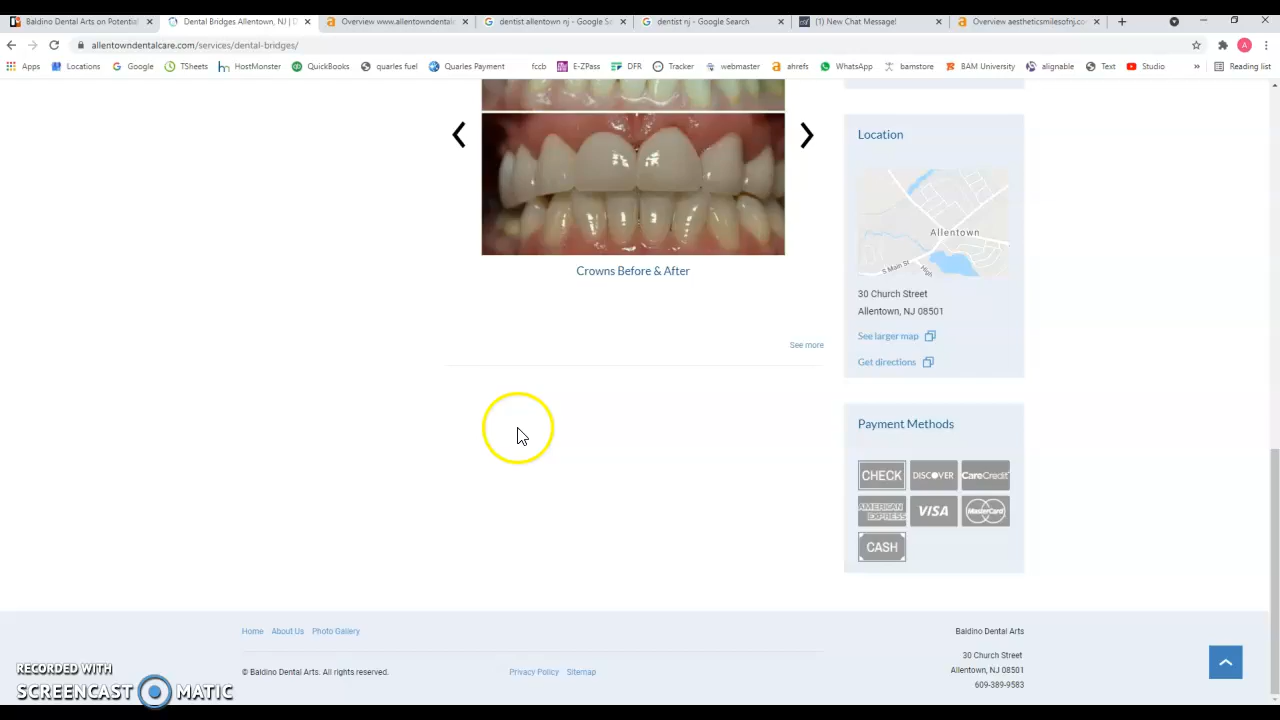 Baldino Dental Arts on Potential
Dental Bridges Allentown, NJ | D
Overview www.allentowndental
dentist allentown nj - Google Se
dentist nj - Google Search
(1) New Chat Message!
Overview aestheticsmilesofnj.co
allentowndentalcare.com/services/dental-bridges/
A
Apps
Locations
Google
TSheets
HostMonster
QuickBooks
quarles fuel
Quarles Payment
fccb
E-ZPass
DFR
Tracker
webmaster
ahrefs
WhatsApp
bamstore
BAM University
alignable
Text
Studio
»
Reading list
Crowns Before & After
See more
Location
Allentown
S Main St
High
30 Church Street
Allentown, NJ 08501
See larger map
Get directions
Payment Methods
CHECK
DISCOVER
CareCredit
AMERICAN EXPRESS
VISA
MasterCard
CASH
Home
About Us
Photo Gallery
© Baldino Dental Arts. All rights reserved.
Privacy Policy
Sitemap
Baldino Dental Arts
30 Church Street
Allentown, NJ 08501
609-389-9583
RECORDED WITH
SCREENCAST MATIC